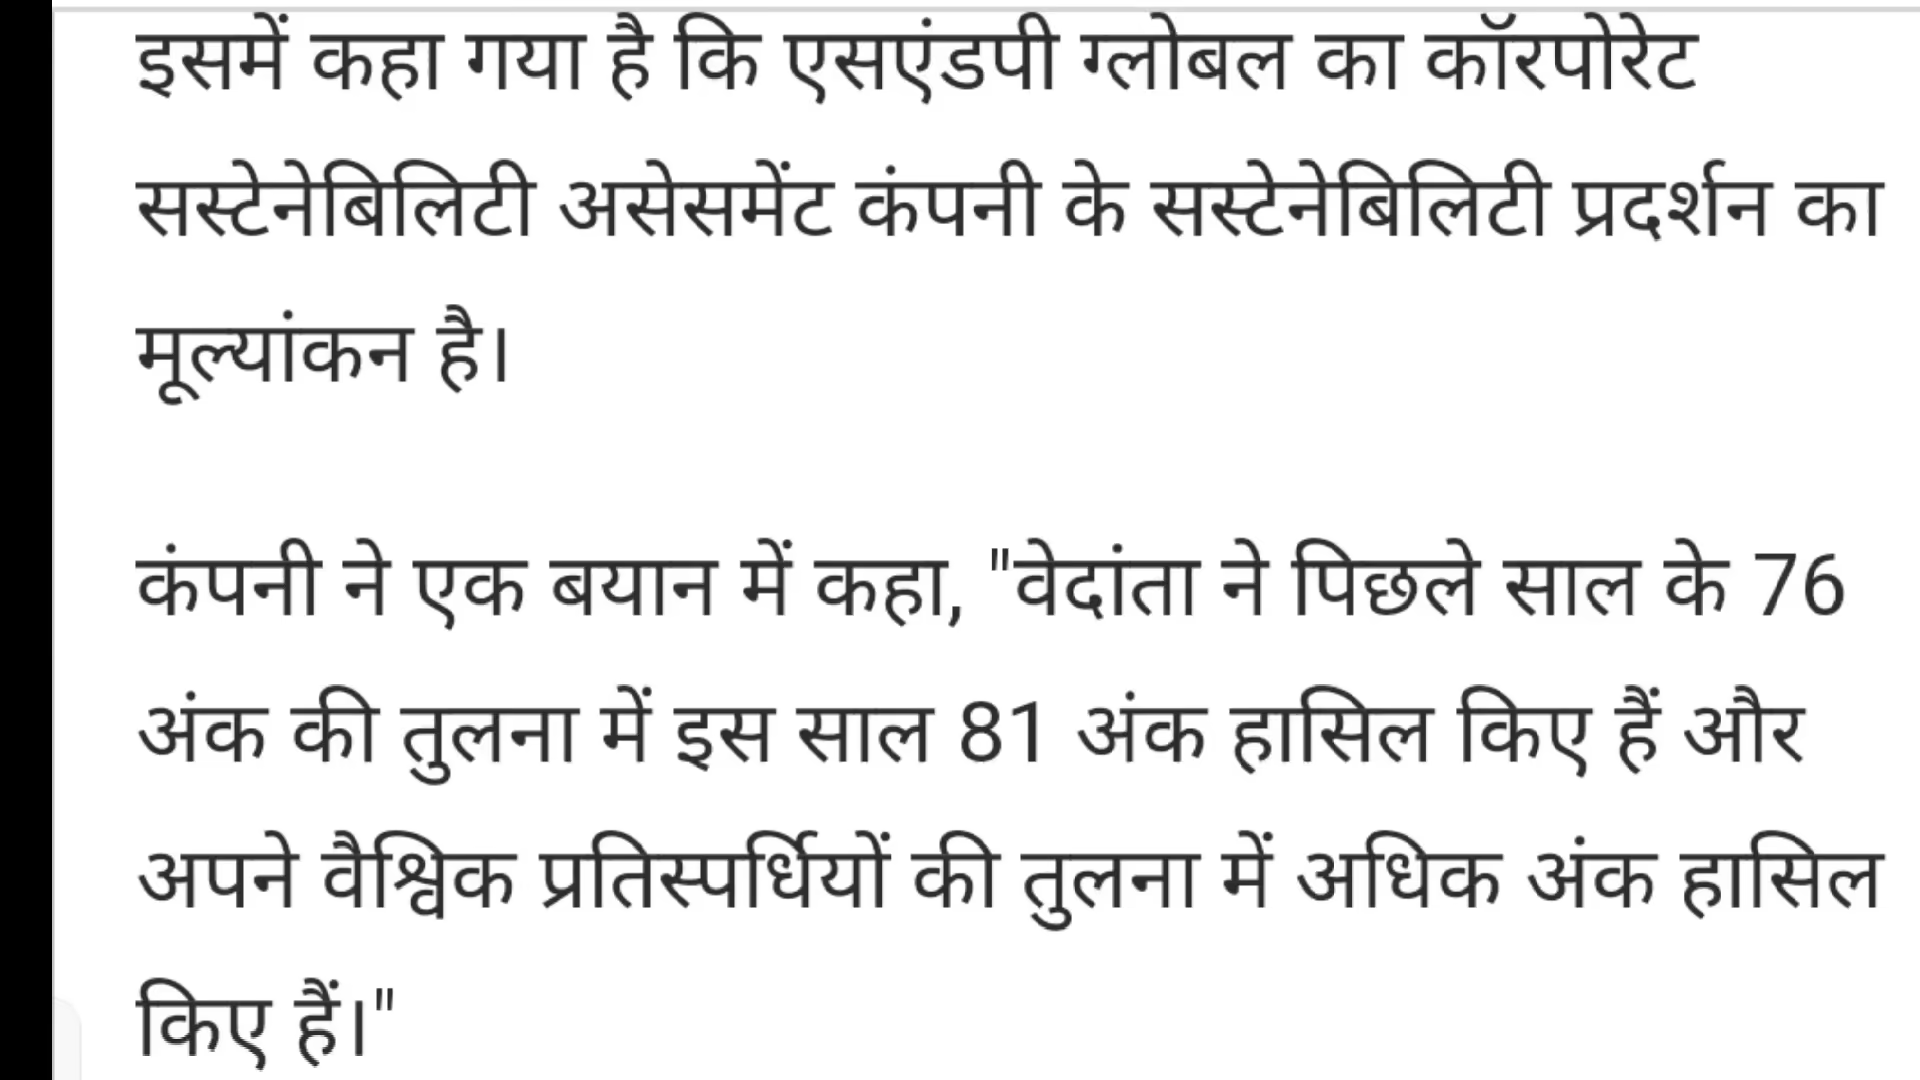 इसमें कहा गया है कि एसएंडपी ग्लोबल का कॉरपोरेट
सस्टेनेबिलिटी असेसमेंट कंपनी के सस्टेनेबिलिटी प्रदर्शन का
मूल्यांकन है।
कंपनी ने एक बयान में कहा, "वेदांता ने पिछले साल के 76
अंक की तुलना में इस साल 81 अंक हासिल किए हैं और
अपने वैश्विक प्रतिस्पर्धियों की तुलना में अधिक अंक हासिल
किए हैं।"